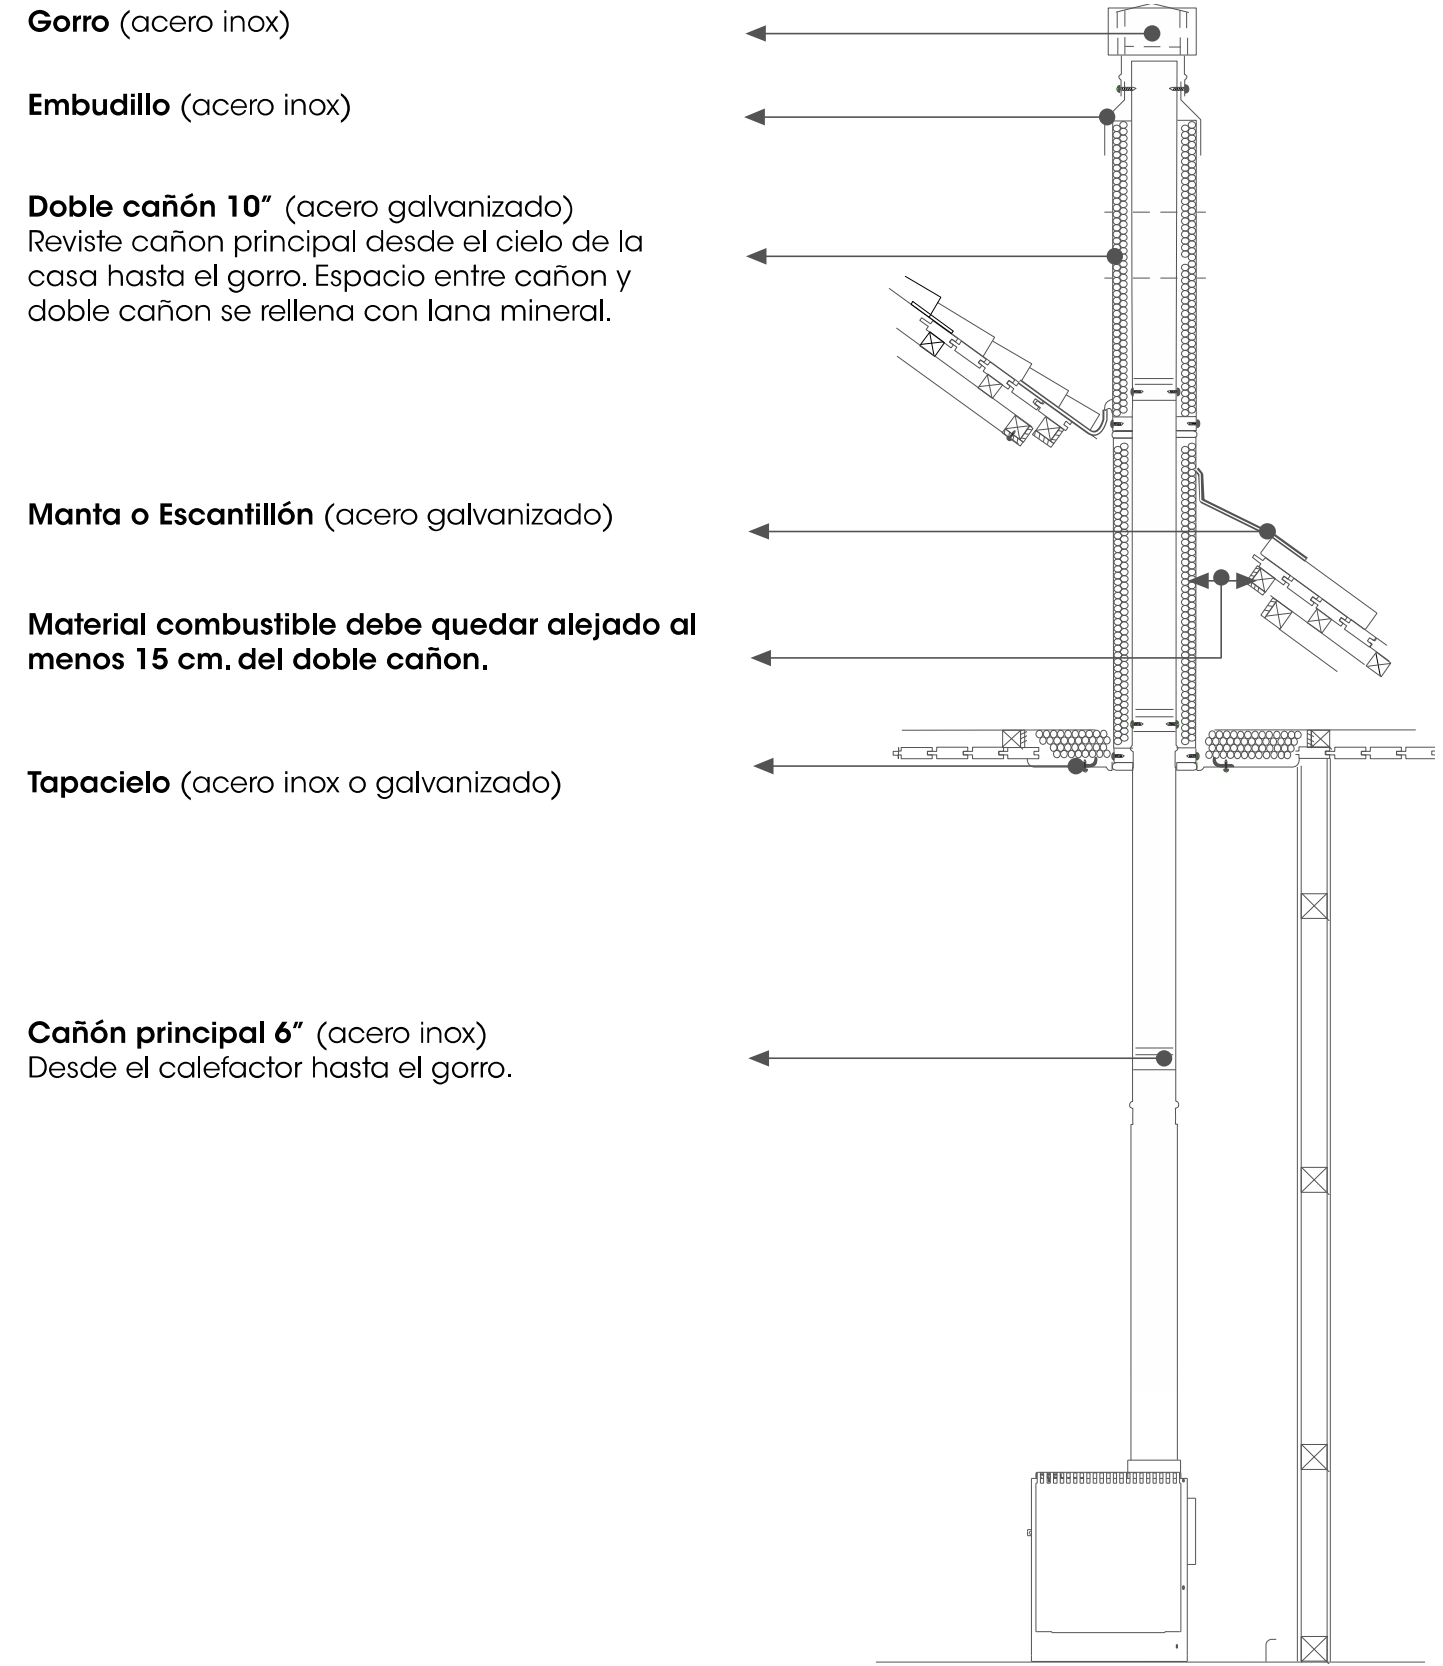 Gorro (acero inox)
Embudillo (acero inox)
Doble cañón 10” (acero galvanizado)
Reviste cañon principal desde el cielo de la
casa hasta el gorro. Espacio entre cañon y
doble cañon se rellena con lana mineral.
Manta o Escantillón (acero galvanizado)
Material combustible debe quedar alejado al
menos 15 cm. del doble cañon.
Tapacielo (acero inox o galvanizado)
Cañón principal 6” (acero inox)
Desde el calefactor hasta el gorro.